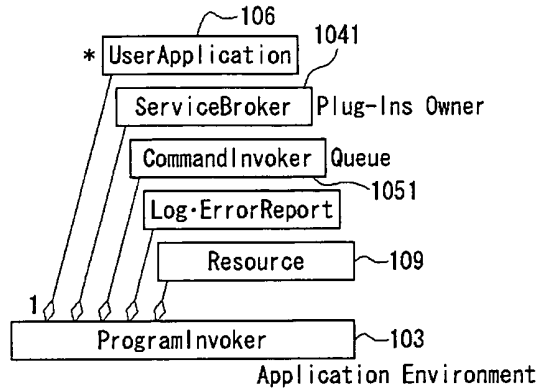 106
* UserApplication
1041
ServiceBroker Plug-Ins Owner
CommandInvoker Queue
1051
Log·ErrorReport
Resource 109
1
ProgramInvoker 103
Application Environment